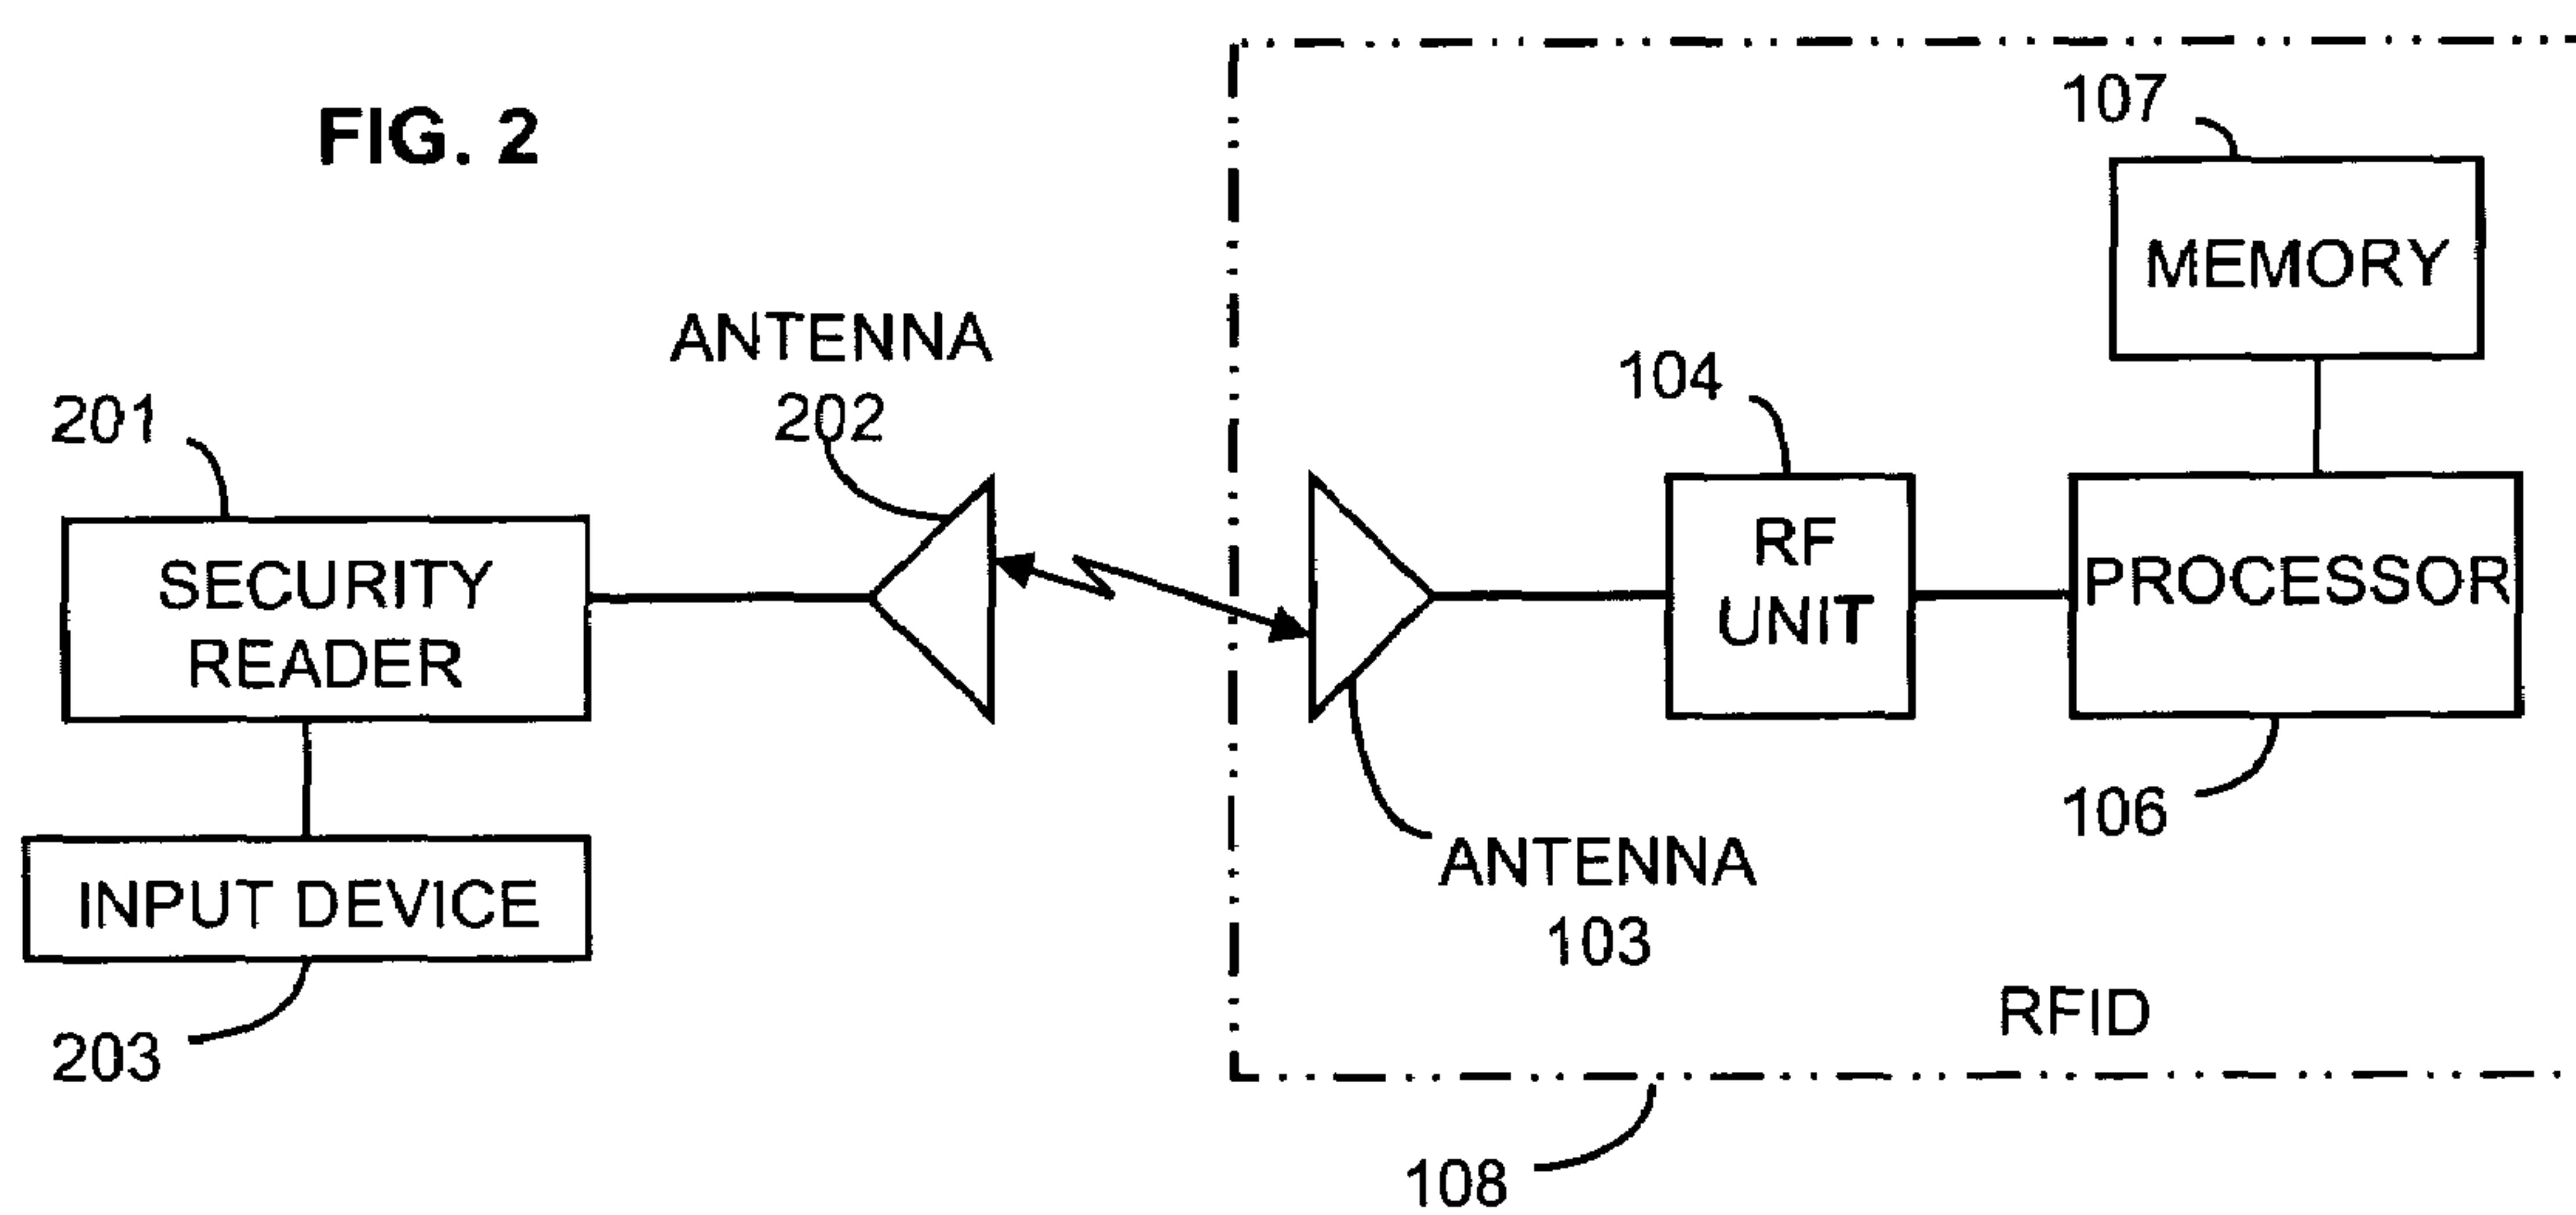 FIG. 2
107
MEMORY
ANTENNA
202
104
201
RF
UNIT
PROCESSOR
SECURITY
READER
106
ANTENNA
103
INPUT DEVICE
203
RFID
108